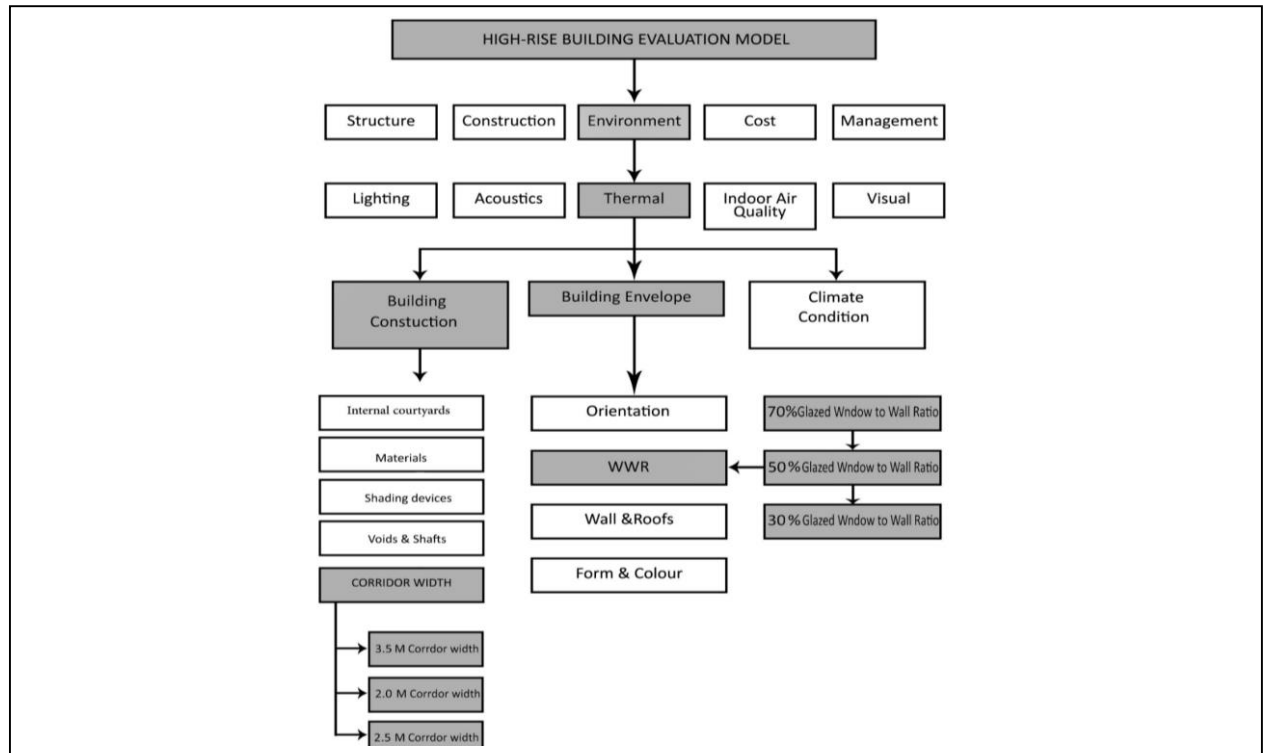 HIGH-RISE BUILDING EVALUATION MODEL
Structure
Construction
Environment
Cost
Management
Lighting
Acoustics
Thermal
Indoor Air
Quality
Visual
Building
Constuction
Building Envelope
Climate
Condition
Internal courtyards
Materials
Shading devices
Voids & Shafts
CORRIDOR WIDTH
3.5 M Corrdor width
2.0 M Corrdor width
2.5 M Corrdor width
Orientation
WWR
Wall &Roofs
Form & Colour
70%Glazed Wndow to Wall Ratio
50%Glazed Wndow to Wall Ratio
30%Glazed Wndow to Wall Ratio